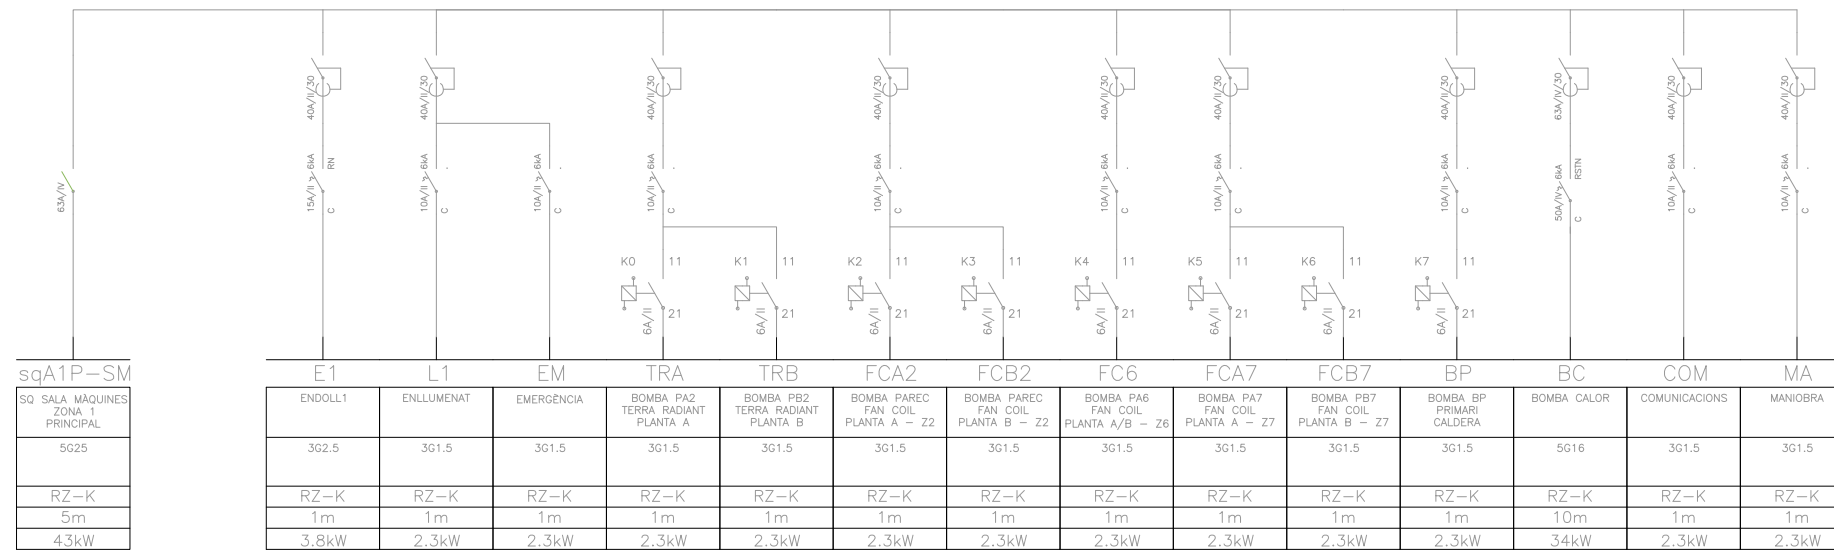 40A/II/30
40A/II/30
40A/II/30
40A/II/30
40A/II/30
40A/II/30
40A/II/30
63A/IV/30
40A/II/30
40A/II/30
63A/IV
15A/II
6kA
RN
C
10A/II
6kA
C
10A/II
6kA
C
10A/II
6kA
C
10A/II
6kA
C
10A/II
6kA
C
10A/II
6kA
C
10A/II
6kA
C
50A/IV
6kA
RSTN
C
10A/II
6kA
C
10A/II
6kA
C
K0 11
K1 11
K2 11
K3 11
K4 11
K5 11
K6 11
K7 11
6A/II 21
6A/II 21
6A/II 21
6A/II 21
6A/II 21
6A/II 21
6A/II 21
6A/II 21
sqA1P-SM E1 L1 EM TRA TRB FCA2 FCB2 FC6 FCA7 FCB7 BP BC COM MA
SQ SALA MÀQUINES
ZONA 1
PRINCIPAL
ENDOLL1
ENLLUMENAT
EMERGÈNCIA
BOMBA PA2
TERRA RADIANT
PLANTA A
BOMBA PB2
TERRA RADIANT
PLANTA B
BOMBA PAREC
FAN COIL
PLANTA A - Z2
BOMBA PAREC
FAN COIL
PLANTA B - Z2
BOMBA PA6
FAN COIL
PLANTA A/B - Z6
BOMBA PA7
FAN COIL
PLANTA A - Z7
BOMBA PB7
FAN COIL
PLANTA B - Z7
BOMBA BP
PRIMARI
CALDERA
BOMBA CALOR
COMUNICACIONS
MANIOBRA
5G25 3G2.5 3G1.5 3G1.5 3G1.5 3G1.5 3G1.5 3G1.5 3G1.5 3G1.5 3G1.5 3G1.5 5G16 3G1.5 3G1.5
RZ-K RZ-K RZ-K RZ-K RZ-K RZ-K RZ-K RZ-K RZ-K RZ-K RZ-K RZ-K RZ-K RZ-K RZ-K
5m 1m 1m 1m 1m 1m 1m 1m 1m 1m 1m 1m 10m 1m 1m
43kW 3.8kW 2.3kW 2.3kW 2.3kW 2.3kW 2.3kW 2.3kW 2.3kW 2.3kW 2.3kW 2.3kW 34kW 2.3kW 2.3kW